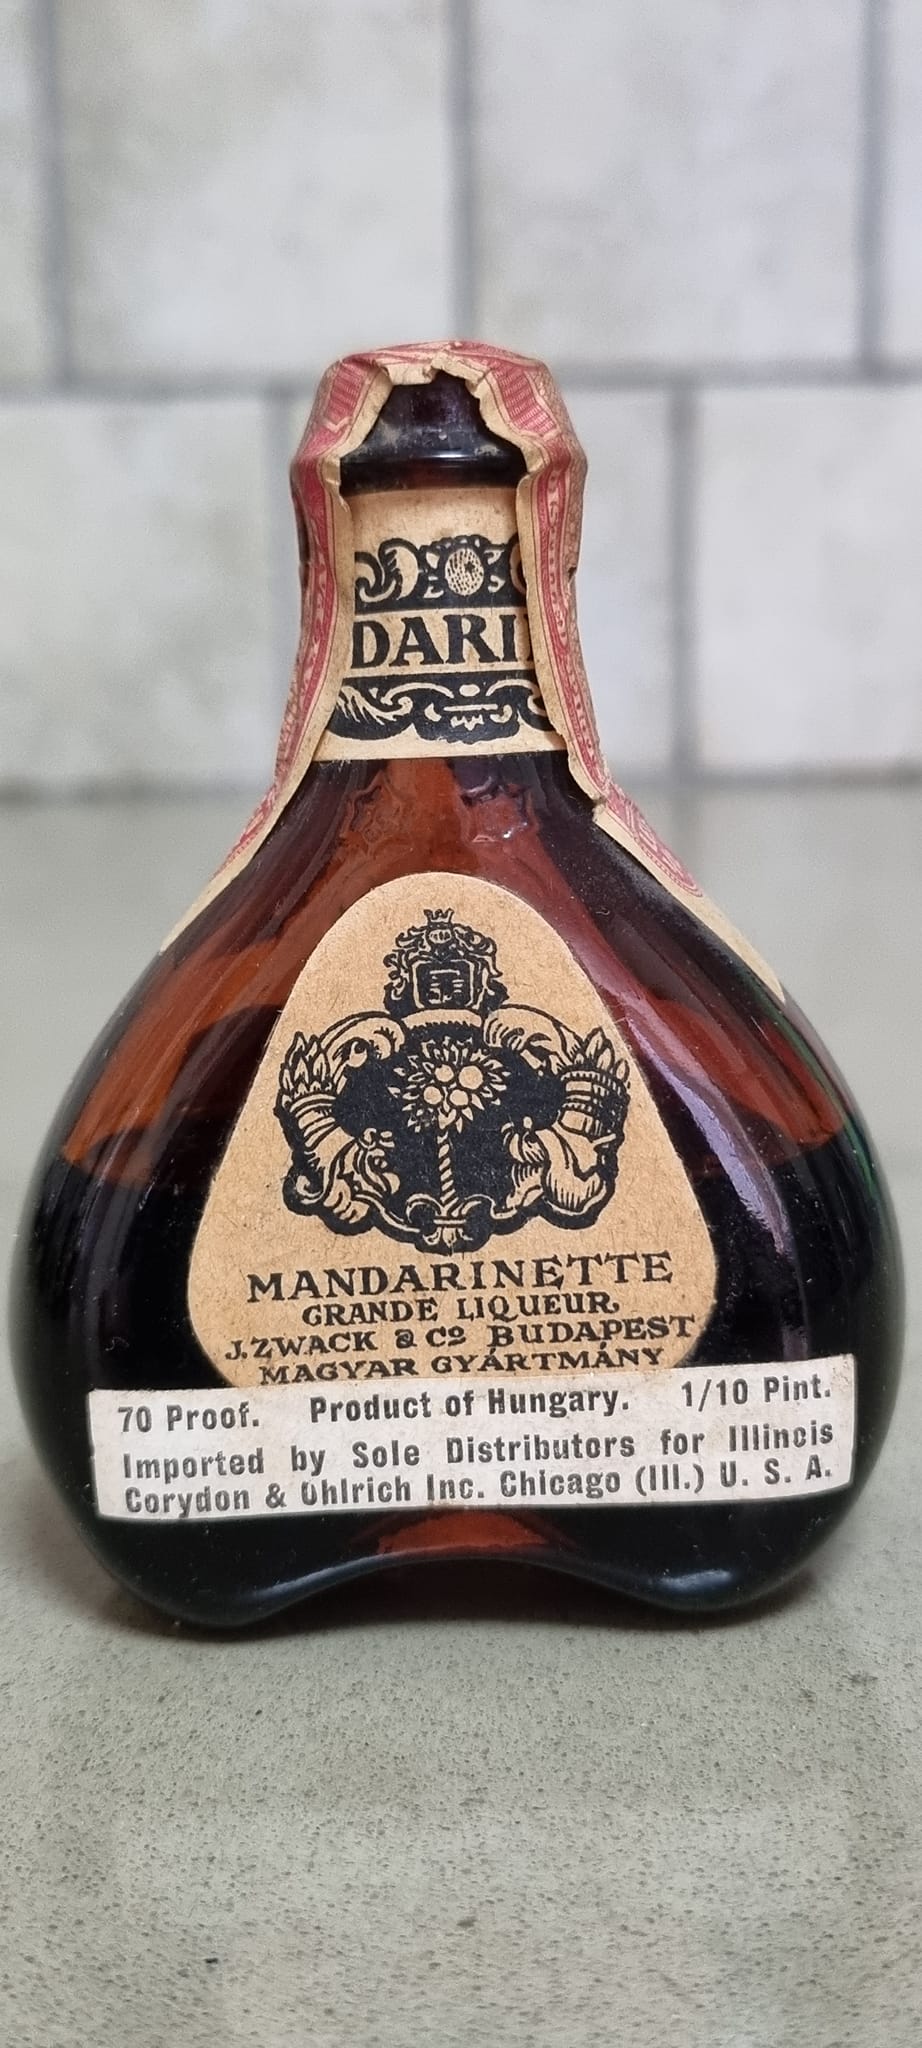 DARI
MANDARINETTE
GRANDE LIQUEUR,
J. ZWACK & Cº BUDAPEST
MAGYAR GYÁRTMÁNY
70 Proof. Product of Hungary. 1/10 Pint.
Imported by Sole Distributors for Illinois
Corydon & Ohlrich Inc. Chicago (Ill.) U. S. A.